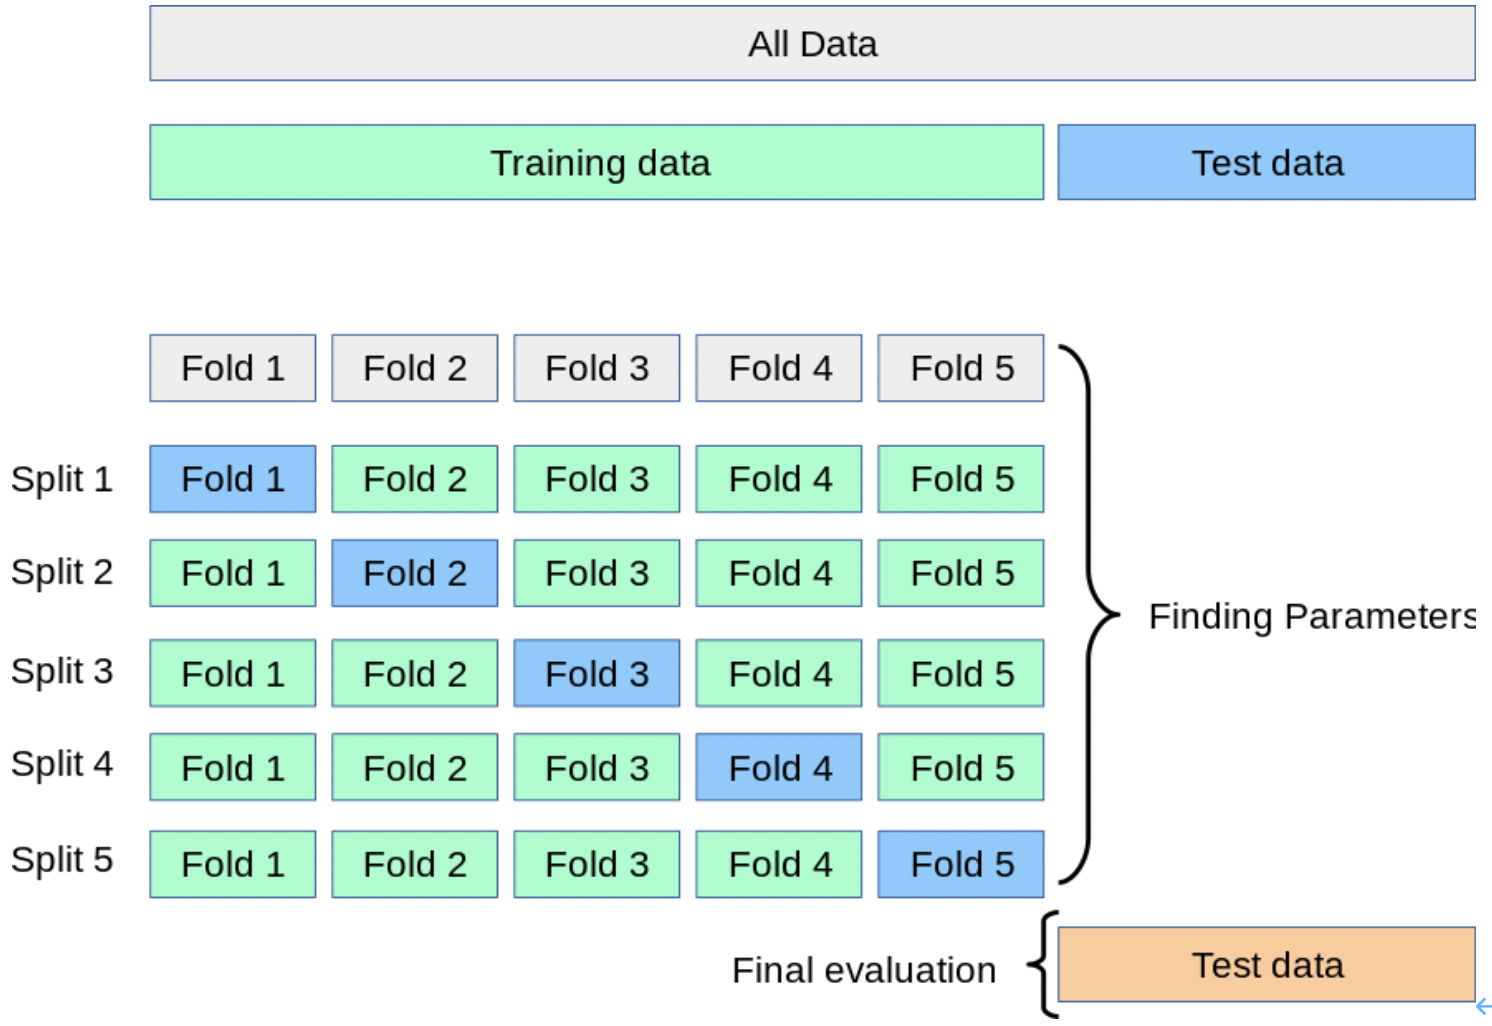 All Data
Training data Test data
Fold 1 Fold 2 Fold 3 Fold 4 Fold 5
Split 1 Fold 1 Fold 2 Fold 3 Fold 4 Fold 5
Split 2 Fold 1 Fold 2 Fold 3 Fold 4 Fold 5
Finding Parameters
Split 3 Fold 1 Fold 2 Fold 3 Fold 4 Fold 5
Split 4 Fold 1 Fold 2 Fold 3 Fold 4 Fold 5
Split 5 Fold 1 Fold 2 Fold 3 Fold 4 Fold 5
Final evaluation Test data